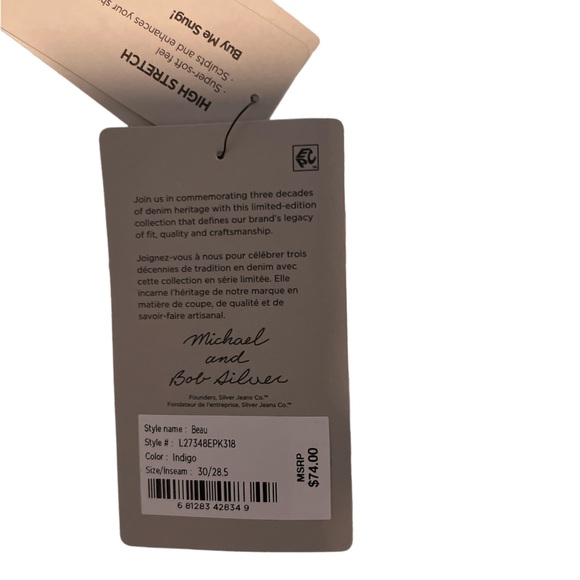 HIGH STRETCH
· Super-soft feel
· Sculpts and enhances your
Buy Me Snug!
Join us in commemorating three decades
of denim heritage with this limited-edition
collection that defines our brand's legacy
of fit, quality and craftsmanship.
Joignez-vous à nous pour célébrer trois
décennies de tradition en denim avec
cette collection en série limitée. Elle
incarne l'héritage de notre marque en
matière de coupe, de qualité et de
savoir-faire artisanal.
Michael
and
Bob Silver
Founders, Silver Jeans Co.™
Fondateur de l'entreprise, Silver Jeans Co.™
Style name : Beau
Style # : L27348EPK318
Color : Indigo
Size/Inseam : 30/28.5
6 81283 42834 9
MSRP
$74.00